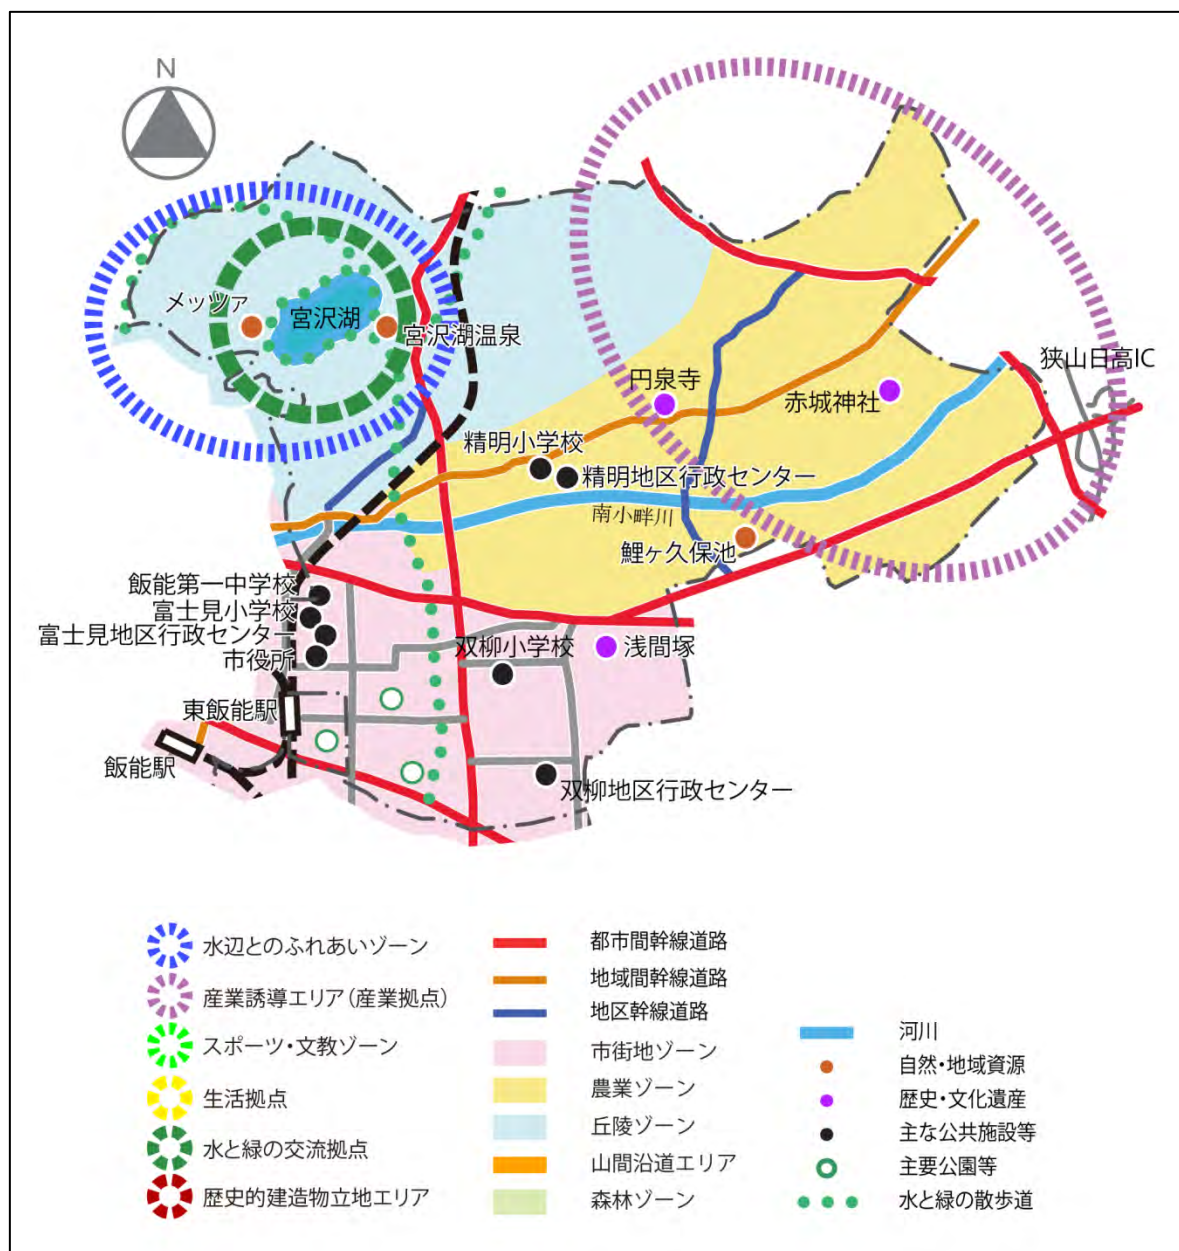 N
メッツァ
宮沢湖
宮沢湖温泉
狭山日高IC
円泉寺
赤城神社
精明小学校
精明地区行政センター
南小畔川
鯉ヶ久保池
飯能第一中学校
富士見小学校
富士見地区行政センター
市役所
双柳小学校
浅間塚
東飯能駅
飯能駅
双柳地区行政センター
水辺とのふれあいゾーン
産業誘導エリア(産業拠点)
スポーツ・文教ゾーン
生活拠点
水と緑の交流拠点
歴史的建造物立地エリア
都市間幹線道路
地域間幹線道路
地区幹線道路
市街地ゾーン
農業ゾーン
丘陵ゾーン
山間沿道エリア
森林ゾーン
河川
自然・地域資源
歴史・文化遺産
主な公共施設等
主要公園等
水と緑の散歩道